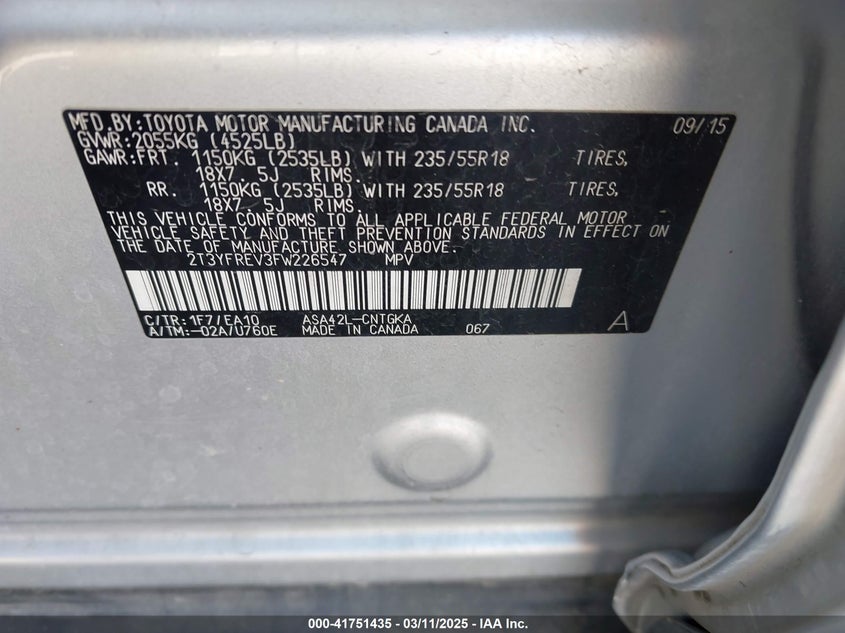 MFD.BY:TOYOTA MOTOR MANUFACTURING CANADA INC. 09/15
GVWR:2055KG (4525LB)
GAWR:FRT. 1150KG (2535LB) WITH 235/55R18 TIRES,
18X7.5J RIMS.
RR. 1150KG (2535LB) WITH 235/55R18 TIRES,
18X7.5J RIMS.
THIS VEHICLE CONFORMS TO ALL APPLICABLE FEDERAL MOTOR
VEHICLE SAFETY AND THEFT PREVENTION STANDARDS IN EFFECT ON
THE DATE OF MANUFACTURE SHOWN ABOVE.
2T3YFREV3FW226547 MPV
C/TR:1F7/EA10 ASA42L-CNTGKA
A/TM:-02A/U760E MADE IN CANADA 067 A
000-41751435 - 03/11/2025 - IAA Inc.